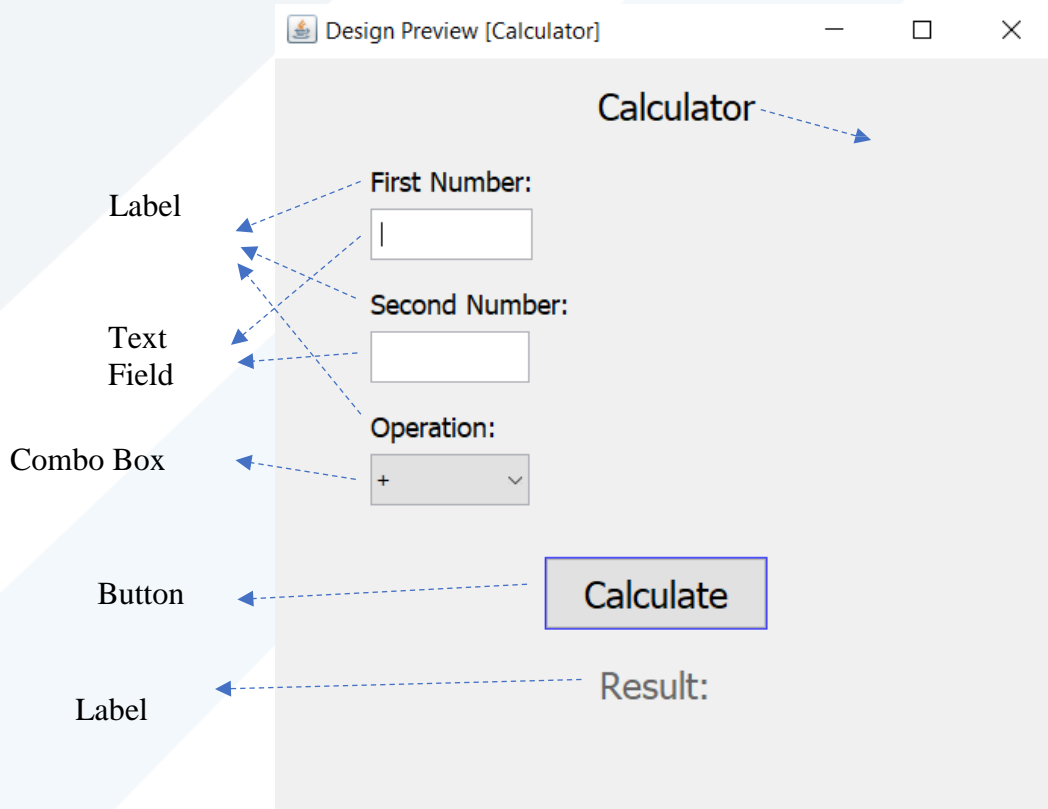 Design Preview [Calculator]
Calculator
First Number:
Label
Second Number:
Text
Field
Operation:
Combo Box
+
Button
Calculate
Result:
Label